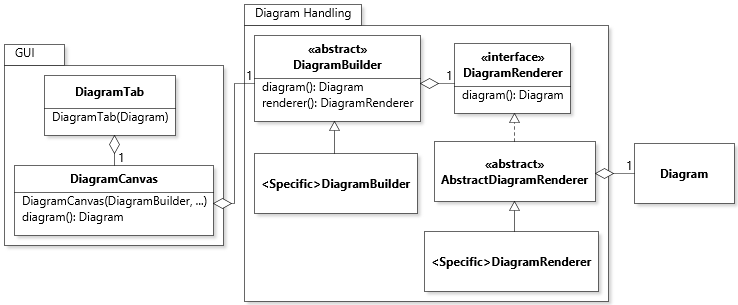 Diagram Handling
GUI
DiagramTab
DiagramTab(Diagram)
1
DiagramCanvas
DiagramCanvas(DiagramBuilder, ...)
diagram(): Diagram
1
«abstract»
DiagramBuilder
diagram(): Diagram
renderer(): DiagramRenderer
1
«interface»
DiagramRenderer
diagram(): Diagram
<Specific>DiagramBuilder
«abstract»
AbstractDiagramRenderer
1
Diagram
<Specific>DiagramRenderer